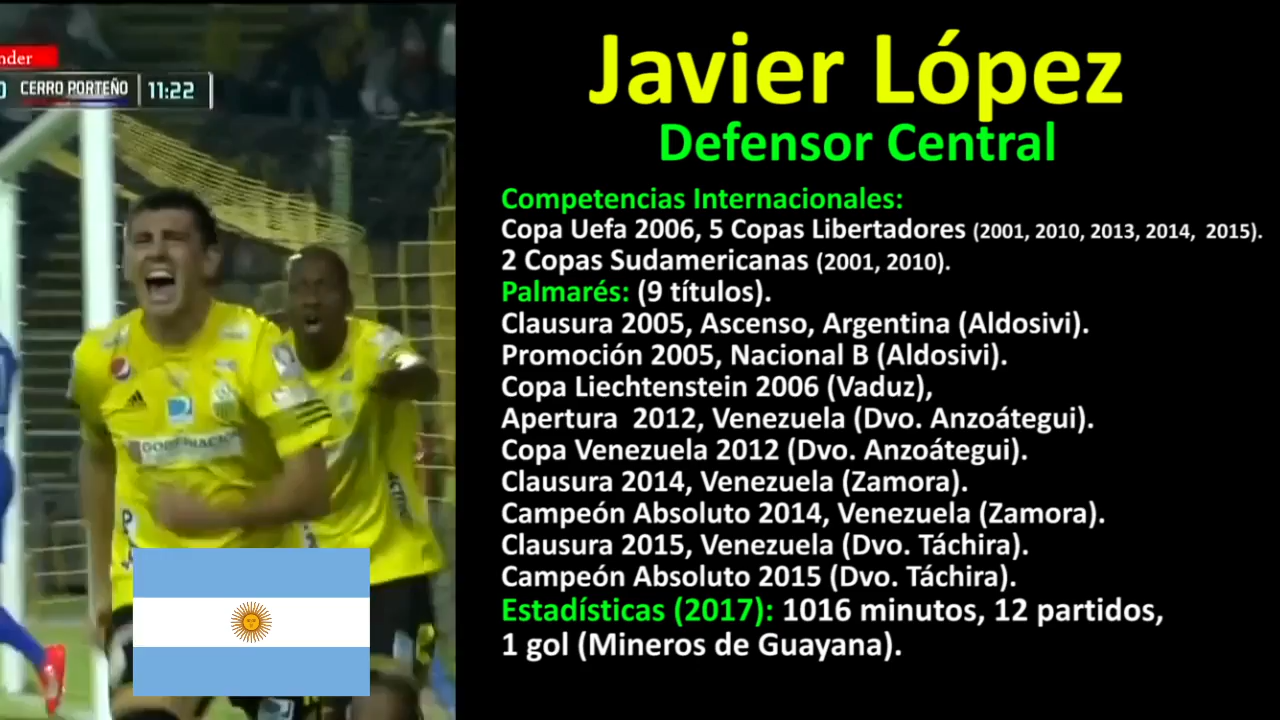 nder
CERRO PORTEÑO 11:22
Javier López
Defensor Central
Competencias Internacionales:
Copa Uefa 2006, 5 Copas Libertadores (2001, 2010, 2013, 2014, 2015).
2 Copas Sudamericanas (2001, 2010).
Palmarés: (9 títulos).
Clausura 2005, Ascenso, Argentina (Aldosivi).
Promoción 2005, Nacional B (Aldosivi).
Copa Liechtenstein 2006 (Vaduz),
Apertura 2012, Venezuela (Dvo. Anzoátegui).
Copa Venezuela 2012 (Dvo. Anzoátegui).
Clausura 2014, Venezuela (Zamora).
Campeón Absoluto 2014, Venezuela (Zamora).
Clausura 2015, Venezuela (Dvo. Táchira).
Campeón Absoluto 2015 (Dvo. Táchira).
Estadísticas (2017): 1016 minutos, 12 partidos,
1 gol (Mineros de Guayana).